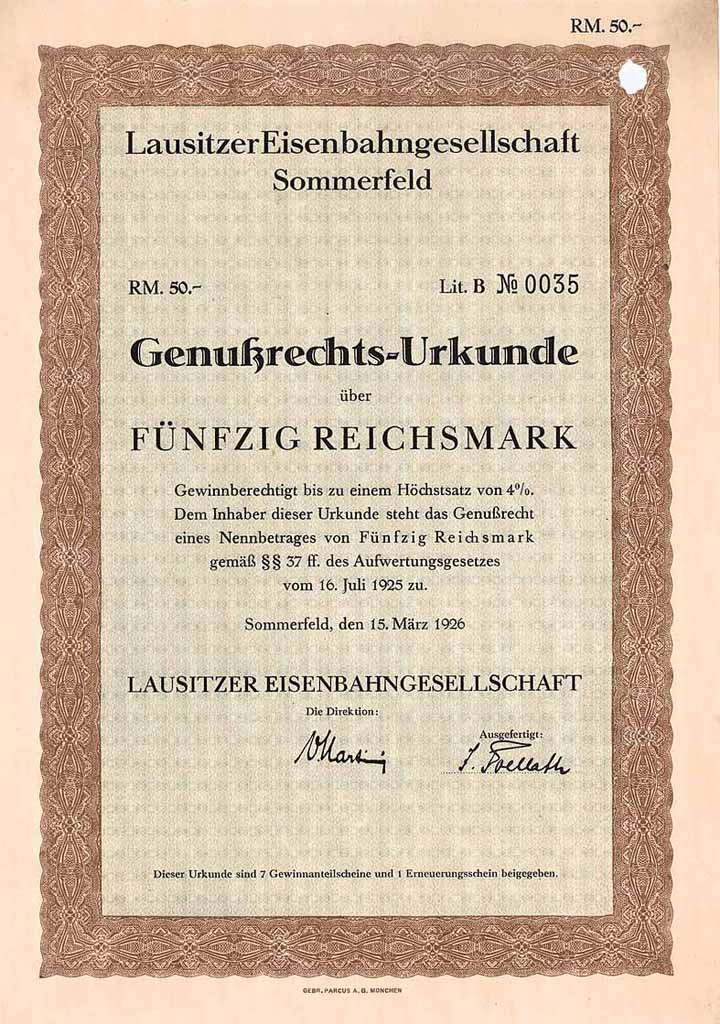 RM. 50.–
Lausitzer Eisenbahngesellschaft
Sommerfeld
RM. 50.–
Lit. B № 0035
Genußrechts-Urkunde
über
FÜNFZIG REICHSMARK
Gewinnberechtigt bis zu einem Höchstsatz von 4%.
Dem Inhaber dieser Urkunde steht das Genußrecht
eines Nennbetrages von Fünfzig Reichsmark
gemäß §§ 37 ff. des Aufwertungsgesetzes
vom 16. Juli 1925 zu.
Sommerfeld, den 15. März 1926
LAUSITZER EISENBAHNGESELLSCHAFT
Die Direktion:
Ausgefertigt:
Dieser Urkunde sind 7 Gewinnanteilscheine und 1 Erneuerungsschein beigegeben.
GEBR. PARCUS A. G. MÜNCHEN